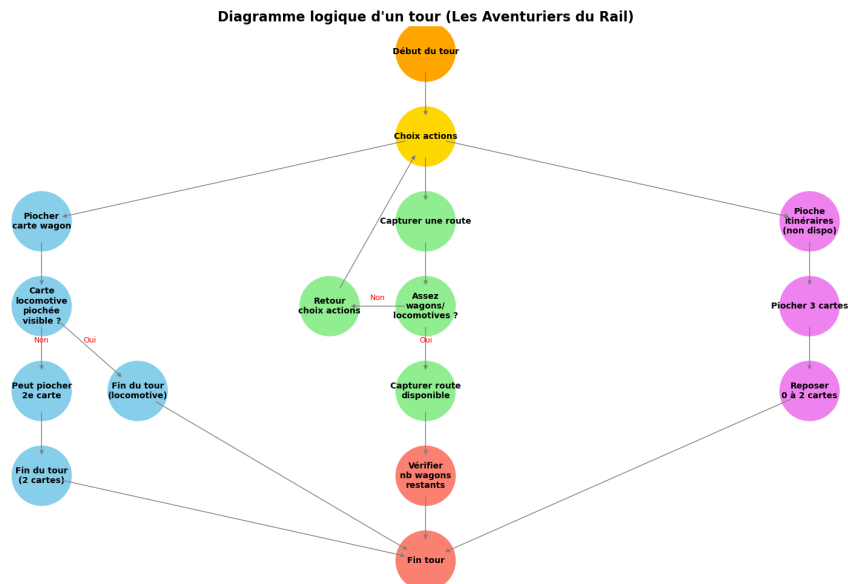 Diagramme logique d'un tour (Les Aventuriers du Rail)
Début du tour
Choix actions
Piocher
carte wagon
Capturer une route
Pioche
itinéraires
(non dispo)
Carte
locomotive
piochée
visible ?
Retour
choix actions
Non
Assez
wagons/
locomotives ?
Piocher 3 cartes
Non
Oui
Oui
Peut piocher
2e carte
Fin du tour
(locomotive)
Capturer route
disponible
Reposer
0 à 2 cartes
Fin du tour
(2 cartes)
Vérifier
nb wagons
restants
Fin tour